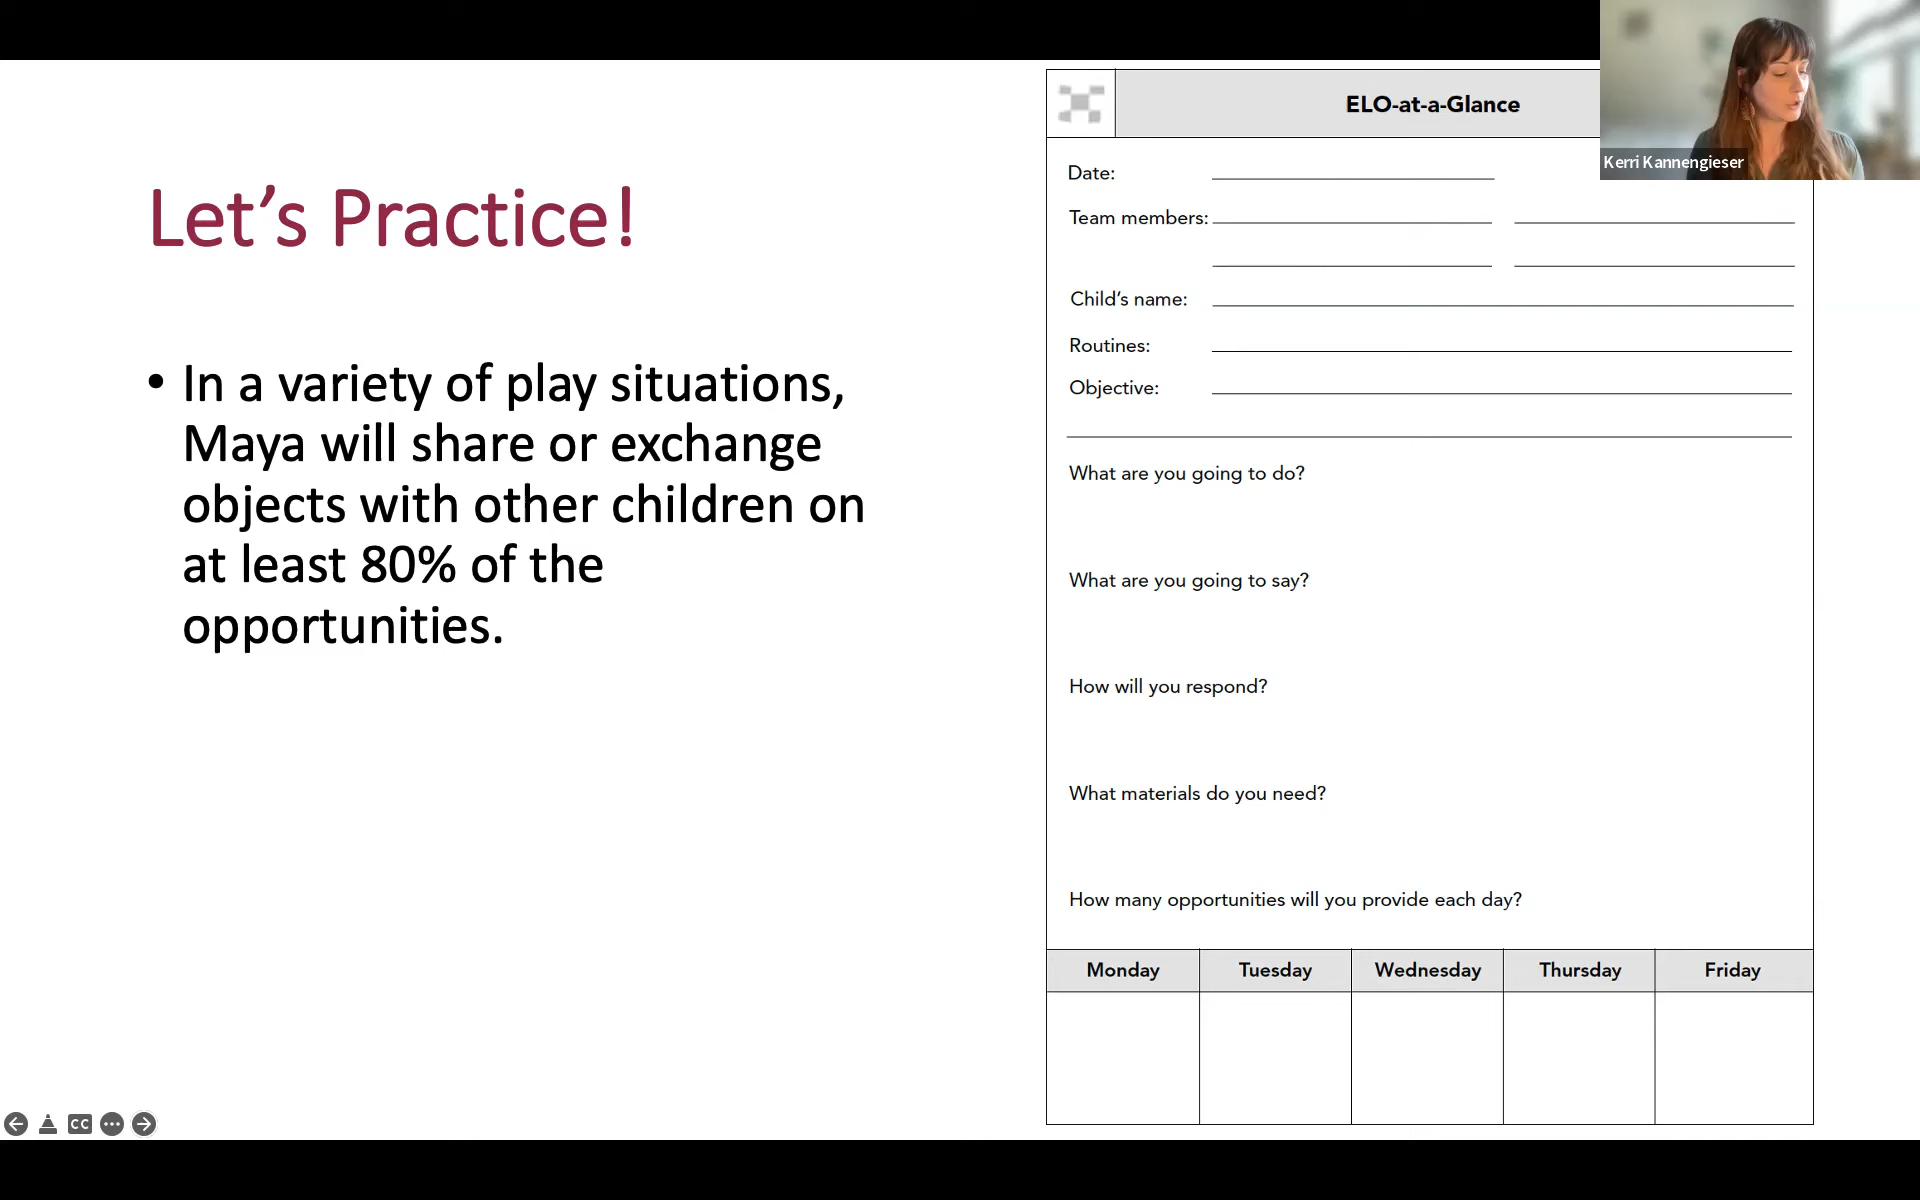 Let’s Practice!
• In a variety of play situations,
Maya will share or exchange
objects with other children on
at least 80% of the
opportunities.
ELO-at-a-Glance
Kerri Kannengieser
Date:
Team members:
Child’s name:
Routines:
Objective:
What are you going to do?
What are you going to say?
How will you respond?
What materials do you need?
How many opportunities will you provide each day?
Monday Tuesday Wednesday Thursday Friday
CC